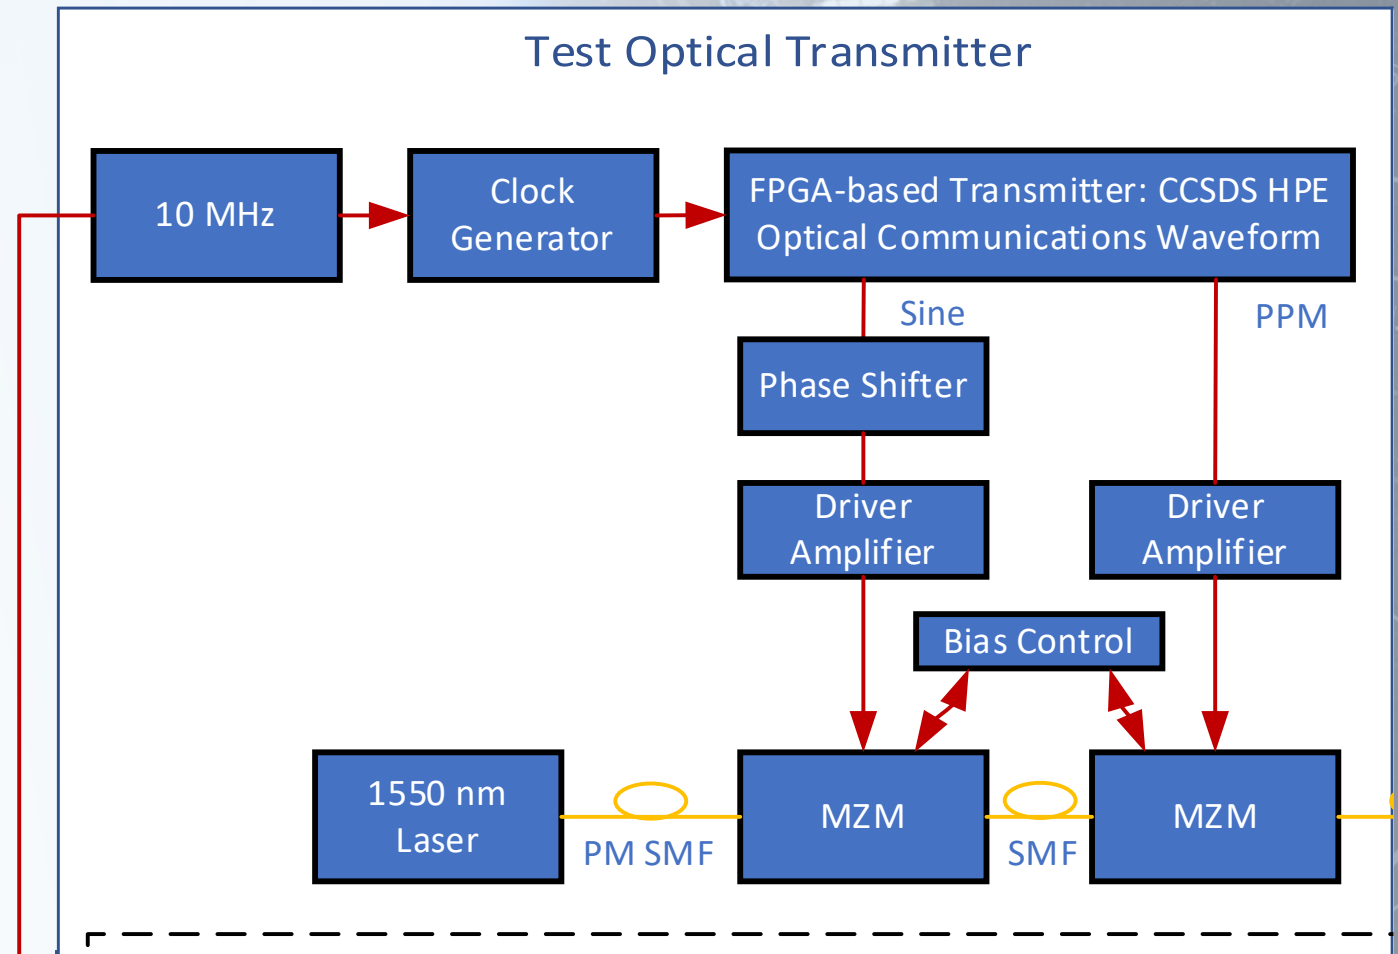 Test Optical Transmitter
10 MHz
Clock
Generator
FPGA-based Transmitter: CCSDS HPE
Optical Communications Waveform
Sine
PPM
Phase Shifter
Driver
Amplifier
Driver
Amplifier
Bias Control
1550 nm
Laser
PM SMF
MZM
SMF
MZM